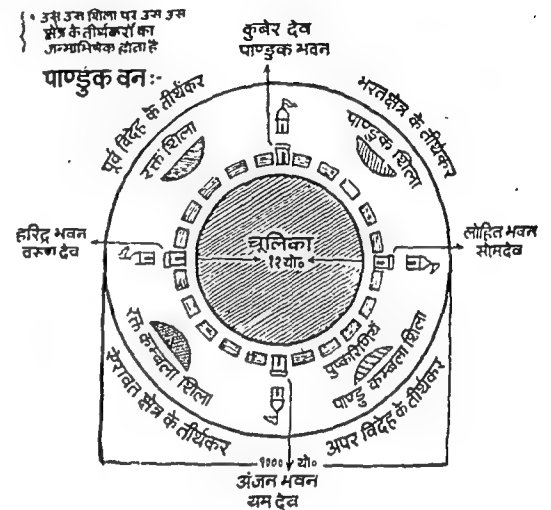 • उस उस शिला पर उस उस
क्षेत्र के तीर्थंकरों का
जन्माभिषेक होता है
पाण्डुक वन:-
कुबेर देव
पाण्डुक भवन
पूर्व विदेह के तीर्थंकर
रक्त शिला
भरतक्षेत्र के तीर्थंकर
पाण्डुक शिला
हरिद्र भवन
वरुण देव
चूलिका
१२ यो०
लोहित भवन
सोमदेव
रक्त कम्बला शिला
ऐरावत क्षेत्र के तीर्थंकर
पुष्करिणियें
पाण्डु कम्बला शिला
अपर विदेह के तीर्थंकर
१००० यो०
अंजन भवन
यम देव